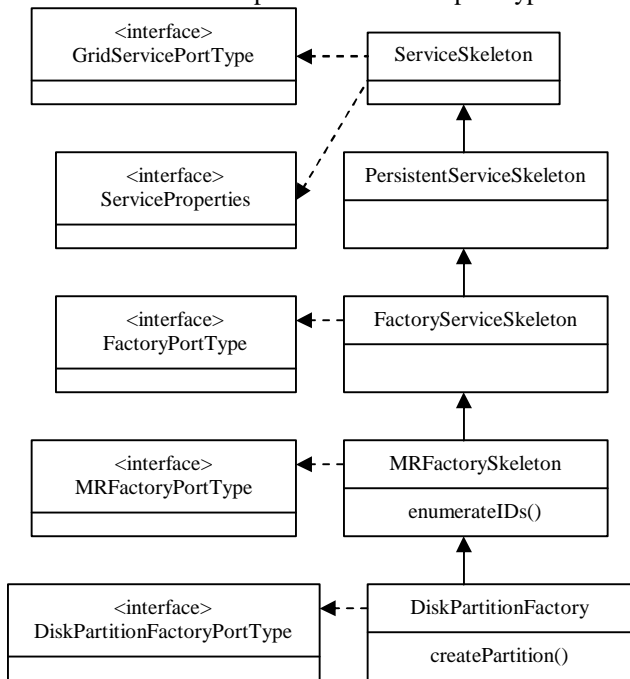 <interface>
GridServicePortType
ServiceSkeleton
<interface>
ServiceProperties
PersistentServiceSkeleton
<interface>
FactoryPortType
FactoryServiceSkeleton
<interface>
MRFactoryPortType
MRFactorySkeleton
enumerateIDs()
<interface>
DiskPartitionFactoryPortType
DiskPartitionFactory
createPartition()